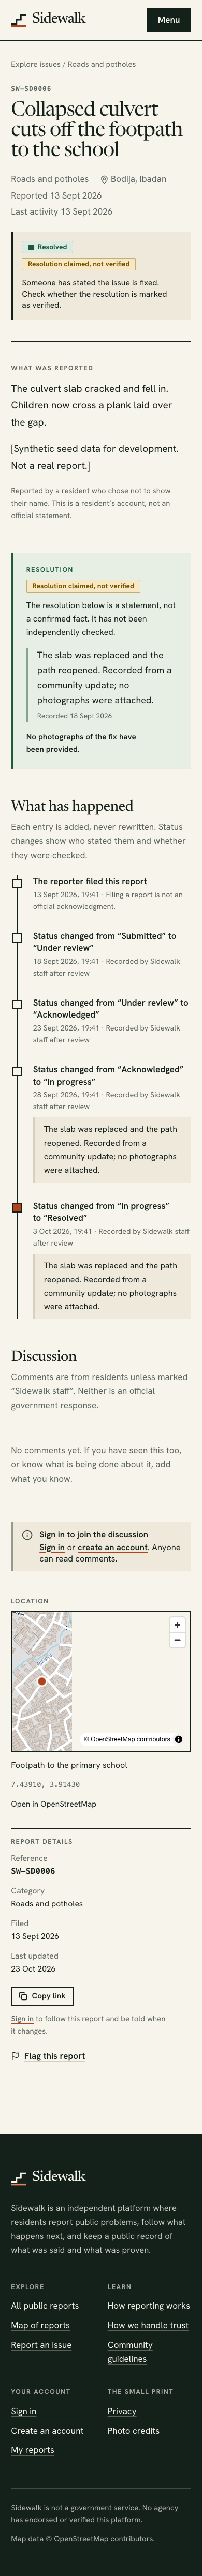 Sidewalk
Menu
Explore issues / Roads and potholes
SW-SD0006
Collapsed culvert
cuts off the footpath
to the school
Roads and potholes Bodija, Ibadan
Reported 13 Sept 2026
Last activity 13 Sept 2026
Resolved
Resolution claimed, not verified
Someone has stated the issue is fixed.
Check whether the resolution is marked
as verified.
WHAT WAS REPORTED
The culvert slab cracked and fell in.
Children now cross a plank laid over
the gap.
[Synthetic seed data for development.
Not a real report.]
Reported by a resident who chose not to show
their name. This is a resident's account, not an
official statement.
RESOLUTION
Resolution claimed, not verified
The resolution below is a statement, not
a confirmed fact. It has not been
independently checked.
The slab was replaced and the
path reopened. Recorded from a
community update; no
photographs were attached.
Recorded 18 Sept 2026
No photographs of the fix have
been provided.
What has happened
Each entry is added, never rewritten. Status
changes show who stated them and whether
they were checked.
The reporter filed this report
13 Sept 2026, 19:41 · Filing a report is not an
official acknowledgment.
Status changed from “Submitted” to
“Under review”
18 Sept 2026, 19:41 · Recorded by Sidewalk
staff after review
Status changed from “Under review” to
“Acknowledged”
23 Sept 2026, 19:41 · Recorded by Sidewalk
staff after review
Status changed from “Acknowledged”
to “In progress”
28 Sept 2026, 19:41 · Recorded by Sidewalk
staff after review
The slab was replaced and the path
reopened. Recorded from a
community update; no photographs
were attached.
Status changed from “In progress”
to “Resolved”
3 Oct 2026, 19:41 · Recorded by Sidewalk staff
after review
The slab was replaced and the path
reopened. Recorded from a
community update; no photographs
were attached.
Discussion
Comments are from residents unless marked
“Sidewalk staff”. Neither is an official
government response.
No comments yet. If you have seen this too,
or know what is being done about it, add
what you know.
Sign in to join the discussion
Sign in or create an account. Anyone
can read comments.
LOCATION
+
−
© OpenStreetMap contributors
Footpath to the primary school
7.43910, 3.91430
Open in OpenStreetMap
REPORT DETAILS
Reference
SWW-SD0006
Category
Roads and potholes
Filed
13 Sept 2026
Last updated
23 Oct 2026
Copy link
Sign in to follow this report and be told when
it changes.
Flag this report
Sidewalk
Sidewalk is an independent platform where
residents report public problems, follow what
happens next, and keep a public record of
what was said and what was proven.
EXPLORE
All public reports
Map of reports
Report an issue
LEARN
How reporting works
How we handle trust
Community
guidelines
YOUR ACCOUNT
Sign in
Create an account
My reports
THE SMALL PRINT
Privacy
Photo credits
Sidewalk is not a government service. No agency
has endorsed or verified this platform.
Map data © OpenStreetMap contributors.